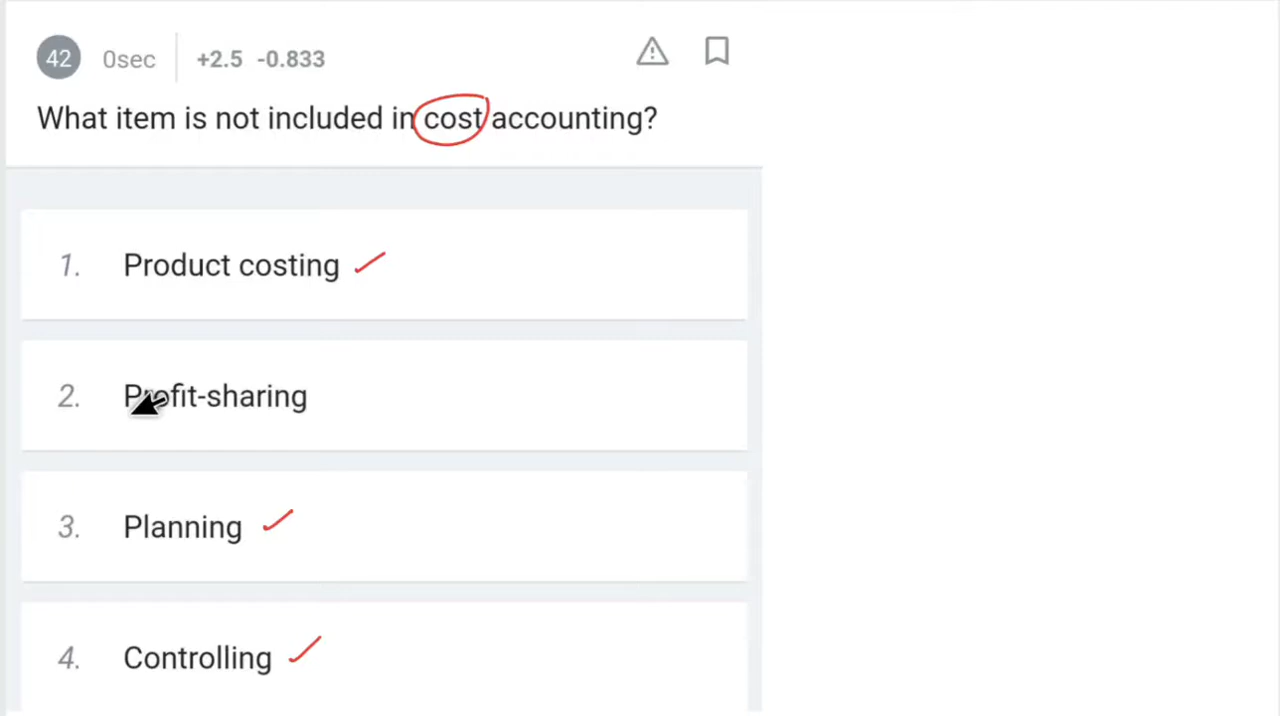 42 0sec +2.5 -0.833
What item is not included in cost accounting?
1. Product costing
2. Profit-sharing
3. Planning
4. Controlling